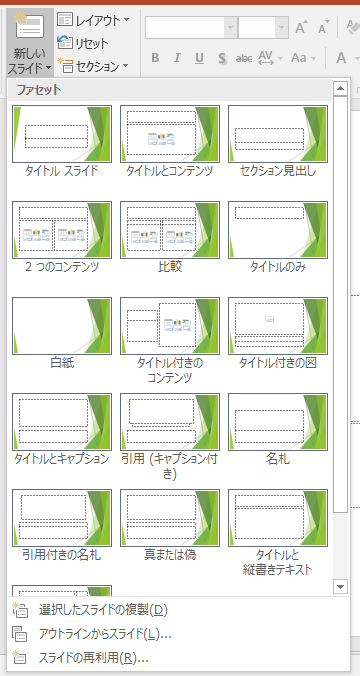 新しい
スライド
レイアウト
リセット
セクション
B I U S abc AV Aa A
A A
ファセット
タイトル スライド
タイトルとコンテンツ
セクション見出し
2 つのコンテンツ
比較
タイトルのみ
白紙
タイトル付きの
コンテンツ
タイトル付きの図
タイトルとキャプション
引用 (キャプション付
き)
名札
引用付きの名札
真または偽
タイトルと
縦書きテキスト
選択したスライドの複製(D)
アウトラインからスライド(L)...
スライドの再利用(R)...